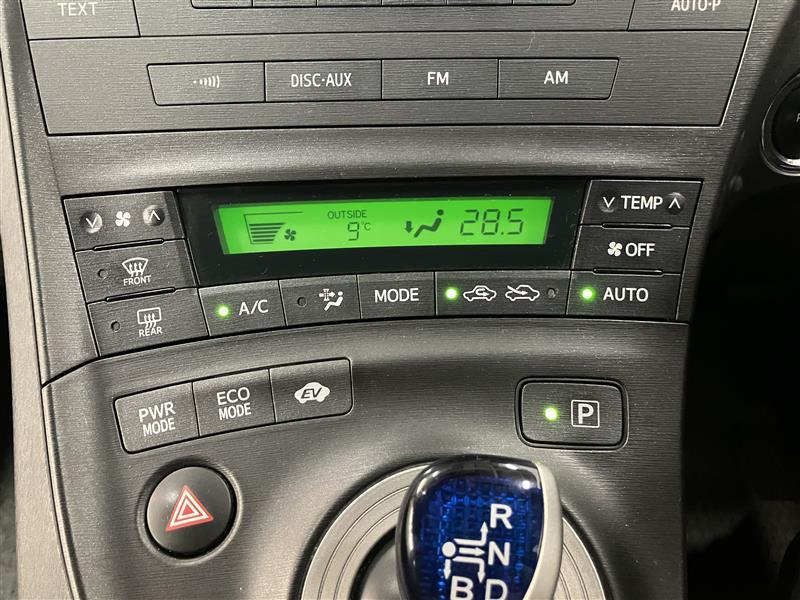 TEXT
AUTO·P
DISC·AUX
FM
AM
OUTSIDE
9°C
28.5
TEMP
OFF
FRONT
REAR
A/C
MODE
AUTO
PWR
MODE
ECO
MODE
EV
P
R
N
B
D